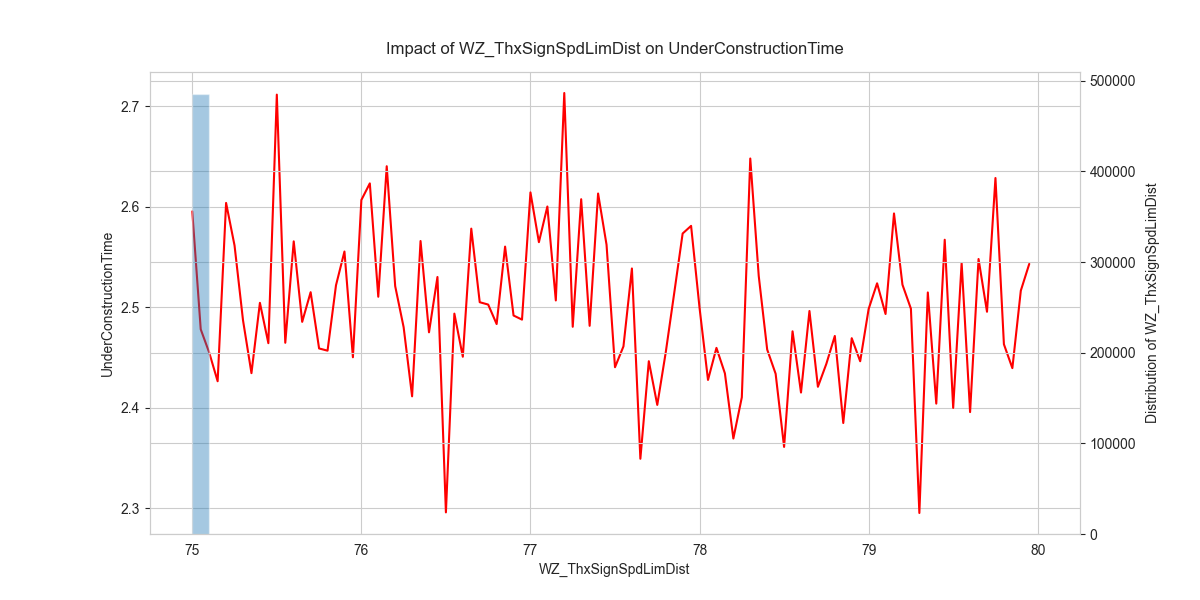 Impact of WZ_ThxSignSpdLimDist on UnderConstructionTime
UnderConstructionTime
2.7
2.6
2.5
2.4
2.3
500000
400000
300000
200000
100000
0
Distribution of WZ_ThxSignSpdLimDist
75 76 77 78 79 80
WZ_ThxSignSpdLimDist